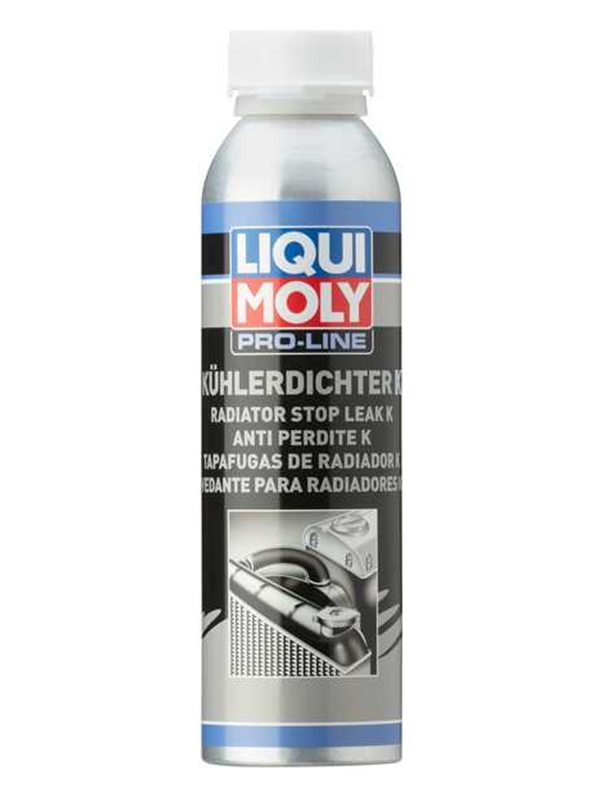 LIQUI
MOLY
PRO-LINE
KÜHLERDICHTER K
RADIATOR STOP LEAK K
ANTI PERDITE K
TAPAFUGAS DE RADIADOR K
VEDANTE PARA RADIADORES K